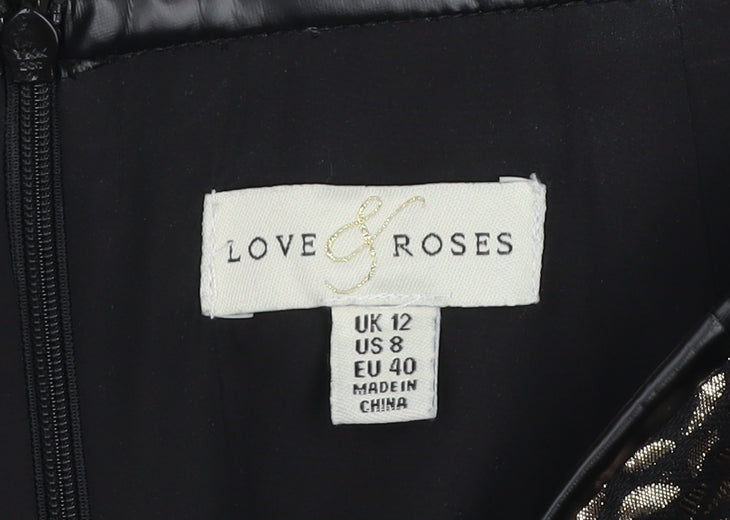 LOVE & ROSES
UK 12
US 8
EU 40
MADE IN
CHINA